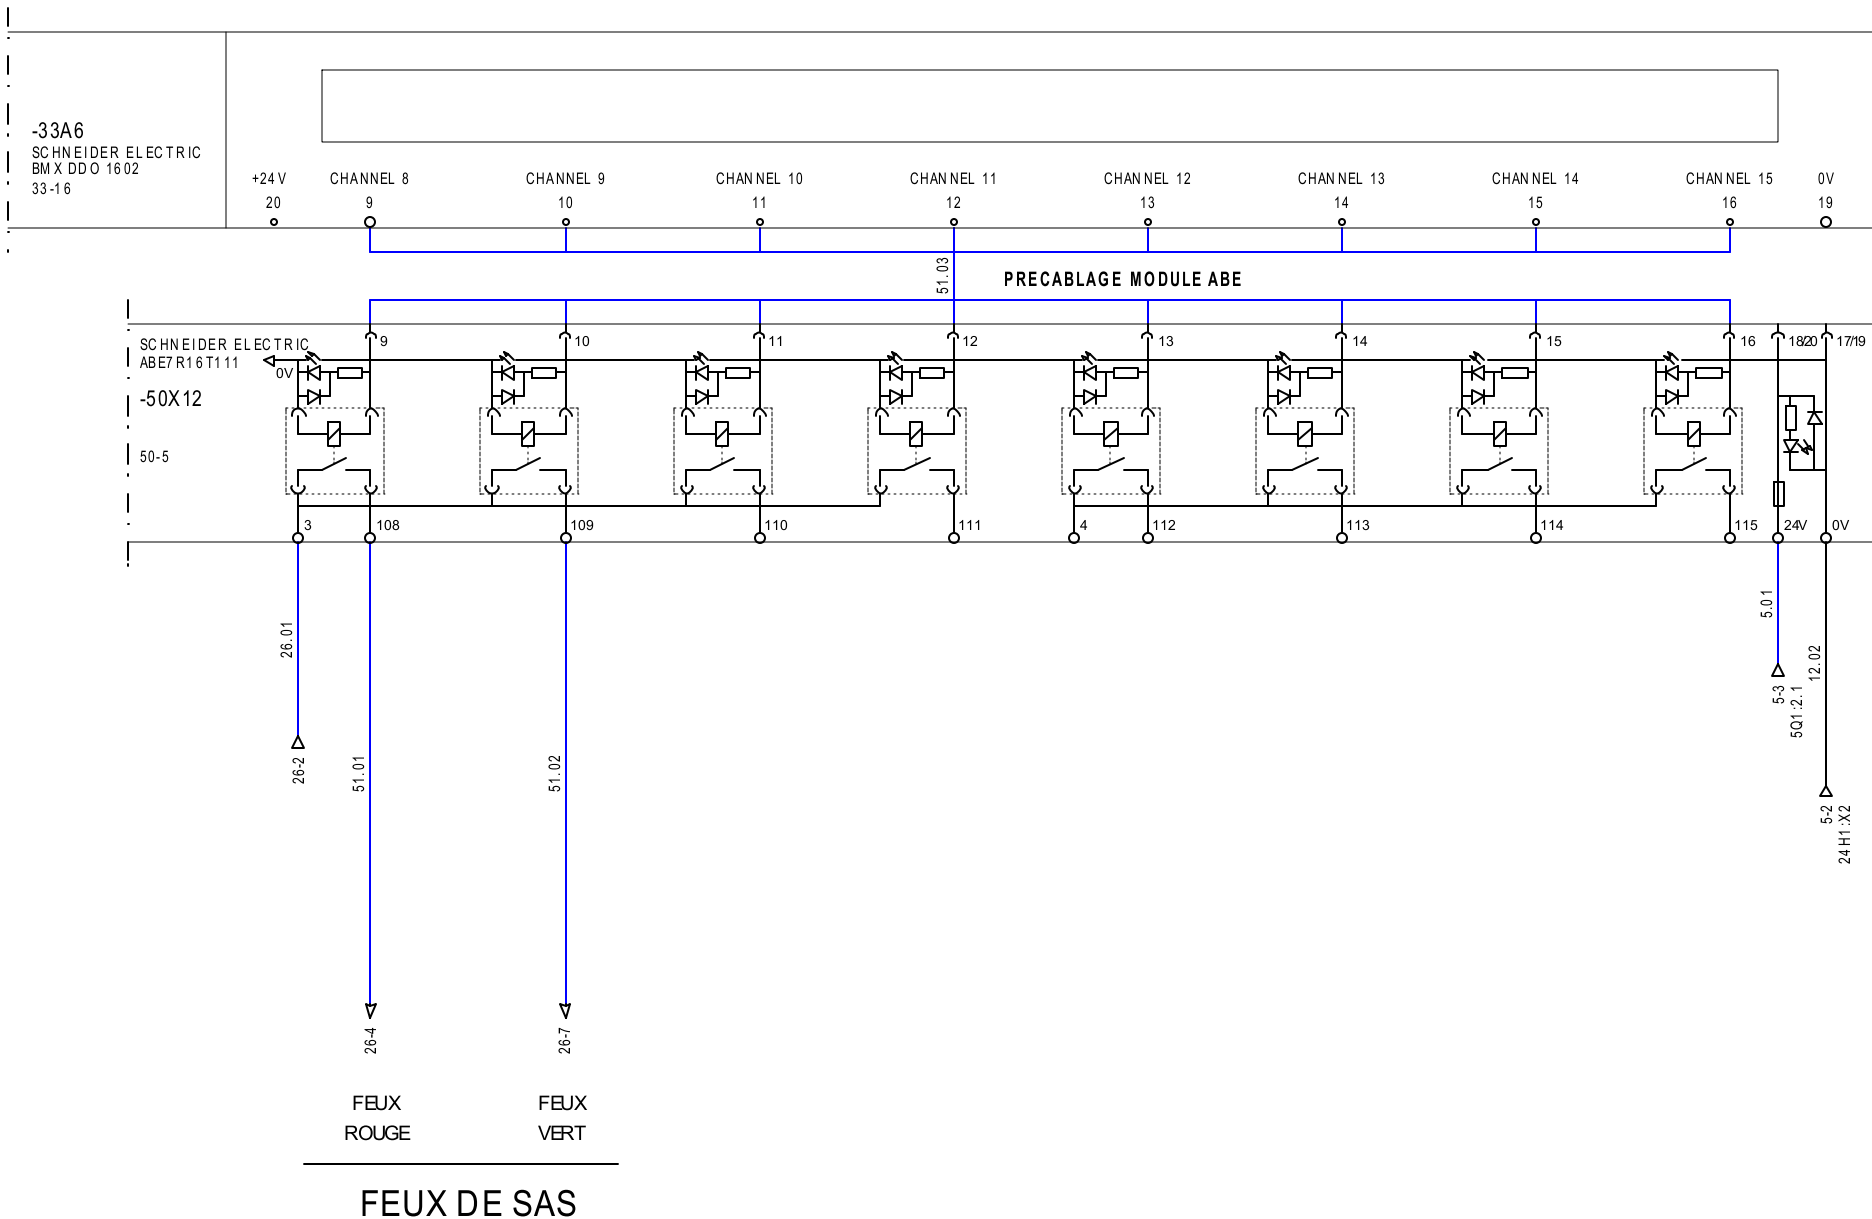 -33A6
SCHNEIDER ELECTRIC
BMX DDO 1602
33-16
+24V CHANNEL 8 CHANNEL 9 CHANNEL 10 CHANNEL 11 CHANNEL 12 CHANNEL 13 CHANNEL 14 CHANNEL 15 0V
20 9 10 11 12 13 14 15 16 19
51.03
PRECABLAGE MODULE ABE
SCHNEIDER ELECTRIC
ABE7R16T111
-50X12
50-5
0V
9 10 11 12 13 14 15 16 18/20 17/19
3 108 109 110 111 4 112 113 114 115 24V 0V
26.01
26-2
51.01
26-4
51.02
26-7
5.01
5-3
5Q1:2.1
12.02
5-2
24H1:X2
FEUX
ROUGE
FEUX
VERT
FEUX DE SAS